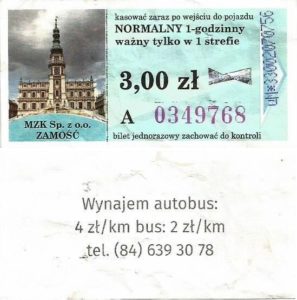 kasować zaraz po wejściu do pojazdu
NORMALNY 1-godzinny
ważny tylko w 1 strefie
3,00 zł
A 0349768
bilet jednorazowy zachować do kontroli
MZK Sp. z o.o.
ZAMOŚĆ
Wynajem autobus:
4 zł/km bus: 2 zł/km
tel. (84) 639 30 78